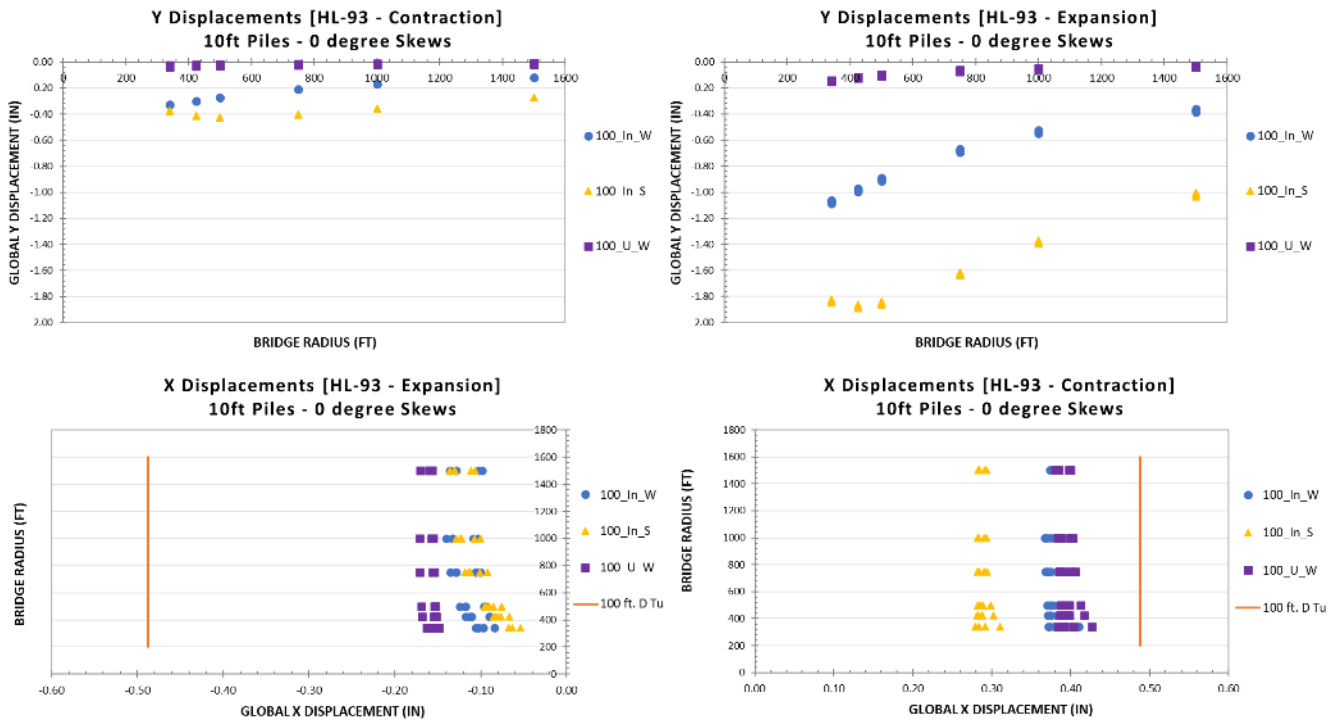 Y Displacements [HL-93 - Contraction]
10ft Piles - 0 degree Skews
0.00
-0.20
-0.40
-0.60
-0.80
-1.00
-1.20
-1.40
-1.60
-1.80
2.00
0 200 400 600 800 1000 1200 1400 1600
GLOBAL Y DISPLACEMENT (IN)
BRIDGE RADIUS (FT)
100_In_W
100_In_S
100_U_W
Y Displacements [HL-93 - Expansion]
10ft Piles - 0 degree Skews
0.00
-0.20
-0.40
-0.60
-0.80
-1.00
-1.20
-1.40
-1.60
-1.80
2.00
0 200 400 600 800 1000 1200 1400 1600
GLOBAL Y DISPLACEMENT (IN)
BRIDGE RADIUS (FT)
100_In_W
100_In_S
100_U_W
X Displacements [HL-93 - Expansion]
10ft Piles - 0 degree Skews
1800
1600
1400
1200
1000
800
600
400
200
0
-0.60 -0.50 -0.40 -0.30 -0.20 -0.10 0.00
BRIDGE RADIUS (FT)
GLOBAL X DISPLACEMENT (IN)
100_In_W
100_In_S
100_U_W
100 ft. D Tu
X Displacements [HL-93 - Contraction]
10ft Piles - 0 degree Skews
1800
1600
1400
1200
1000
800
600
400
200
0
0.00 0.10 0.20 0.30 0.40 0.50 0.60
BRIDGE RADIUS (FT)
GLOBAL X DISPLACEMENT (IN)
100_In_W
100_In_S
100_U_W
100 ft. D Tu